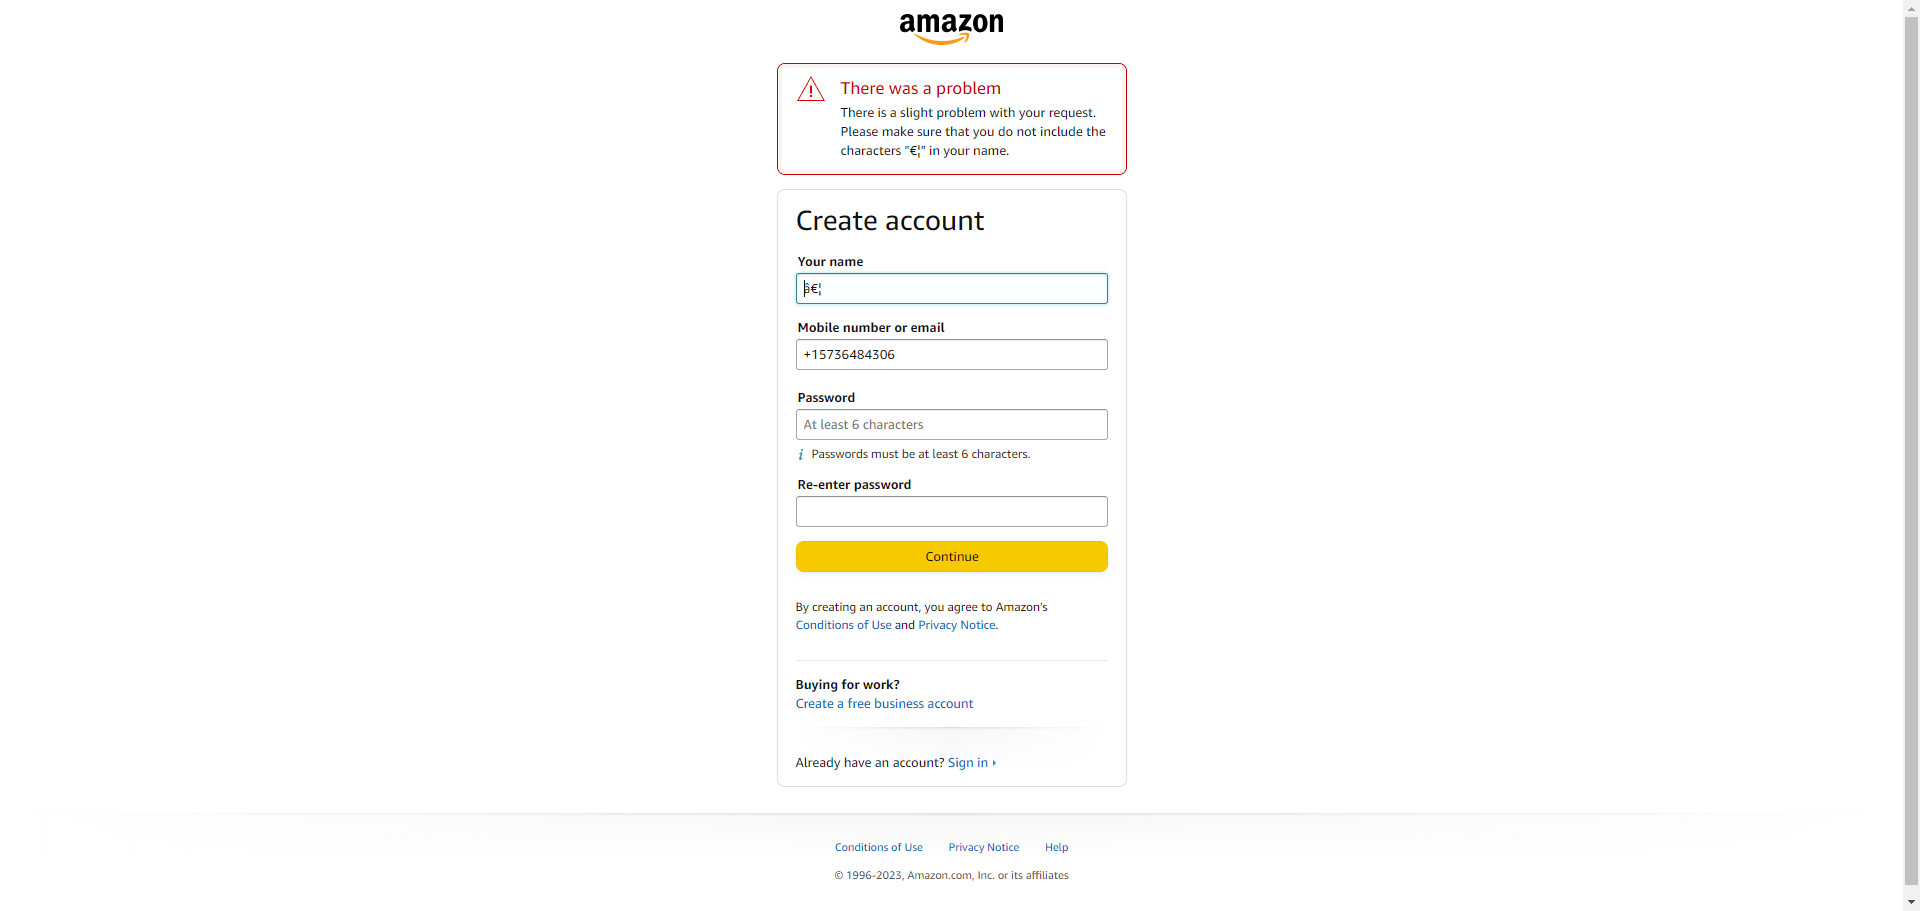 amazon
There was a problem
There is a slight problem with your request.
Please make sure that you do not include the
characters "€¦" in your name.
Create account
Your name
â€¦
Mobile number or email
+15736484306
Password
At least 6 characters
i Passwords must be at least 6 characters.
Re-enter password
Continue
By creating an account, you agree to Amazon's
Conditions of Use and Privacy Notice.
Buying for work?
Create a free business account
Already have an account? Sign in
Conditions of Use Privacy Notice Help
© 1996-2023, Amazon.com, Inc. or its affiliates